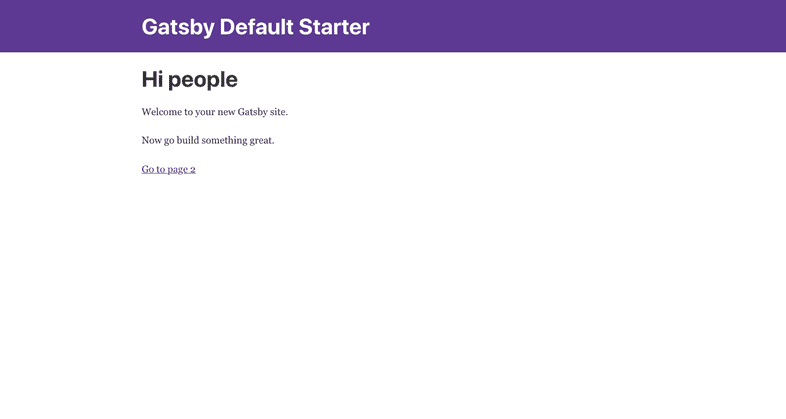 Gatsby Default Starter
Hi people
Welcome to your new Gatsby site.
Now go build something great.
Go to page 2